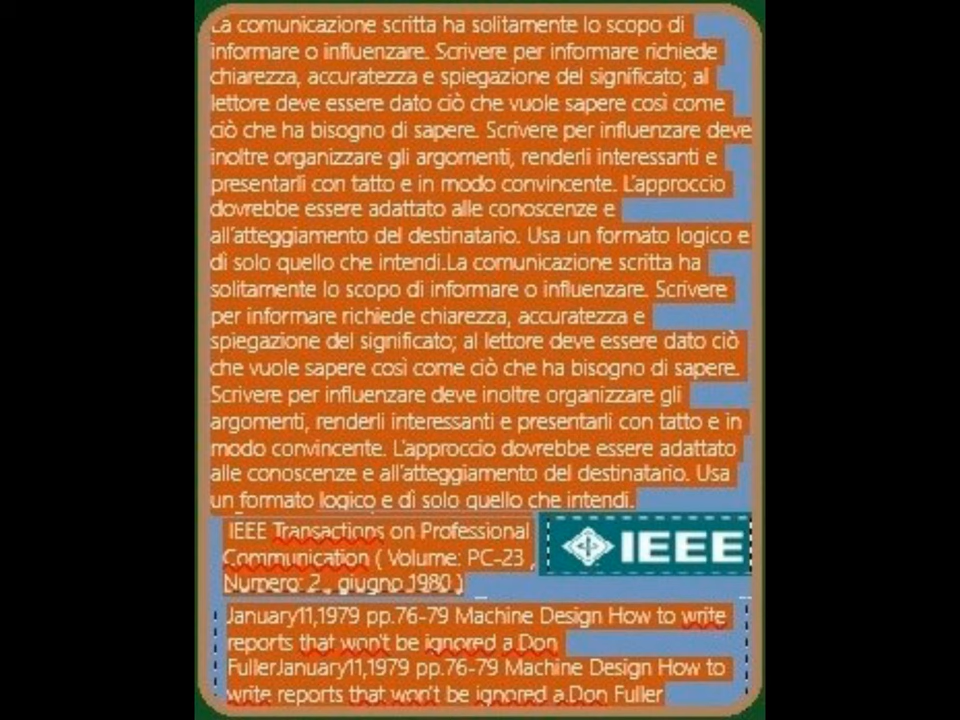 La comunicazione scritta ha solitamente lo scopo di
informare o influenzare. Scrivere per informare richiede
chiarezza, accuratezza e spiegazione del significato; al
lettore deve essere dato ciò che vuole sapere così come
ciò che ha bisogno di sapere. Scrivere per influenzare deve
inoltre organizzare gli argomenti, renderli interessanti e
presentarli con tatto e in modo convincente. L'approccio
dovrebbe essere adattato alle conoscenze e
all'atteggiamento del destinatario. Usa un formato logico e
dì solo quello che intendi.La comunicazione scritta ha
solitamente lo scopo di informare o influenzare. Scrivere
per informare richiede chiarezza, accuratezza e
spiegazione del significato; al lettore deve essere dato ciò
che vuole sapere così come ciò che ha bisogno di sapere.
Scrivere per influenzare deve inoltre organizzare gli
argomenti, renderli interessanti e presentarli con tatto e in
modo convincente. L'approccio dovrebbe essere adattato
alle conoscenze e all'atteggiamento del destinatario. Usa
un formato logico e dì solo quello che intendi.
IEEE Transactions on Professional
Communication ( Volume: PC-23 ,
Numero: 2 , giugno 1980 )
IEEE
January11,1979 pp.76-79 Machine Design How to write
reports that won't be ignored a.Don
FullerJanuary11,1979 pp.76-79 Machine Design How to
write reports that won't be ignored a.Don Fuller